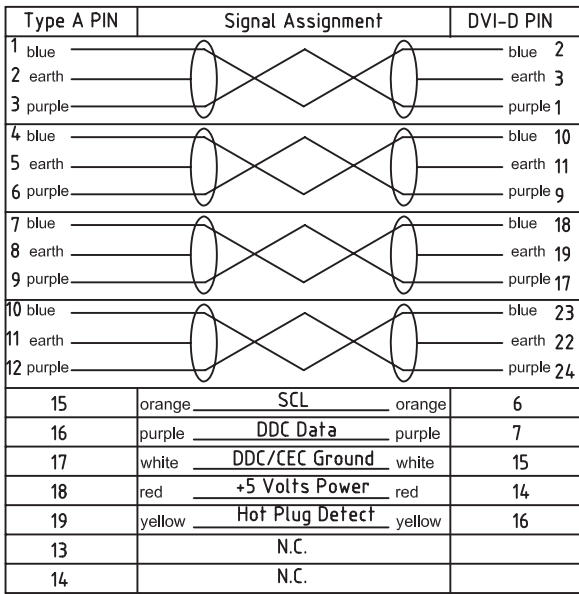 Type A PIN Signal Assignment DVI-D PIN
1 blue blue 2
2 earth earth 3
3 purple purple 1
4 blue blue 10
5 earth earth 11
6 purple purple 9
7 blue blue 18
8 earth earth 19
9 purple purple 17
10 blue blue 23
11 earth earth 22
12 purple purple 24
15 orange SCL orange 6
16 purple DDC Data purple 7
17 white DDC/CEC Ground white 15
18 red +5 Volts Power red 14
19 yellow Hot Plug Detect yellow 16
13 N.C.
14 N.C.